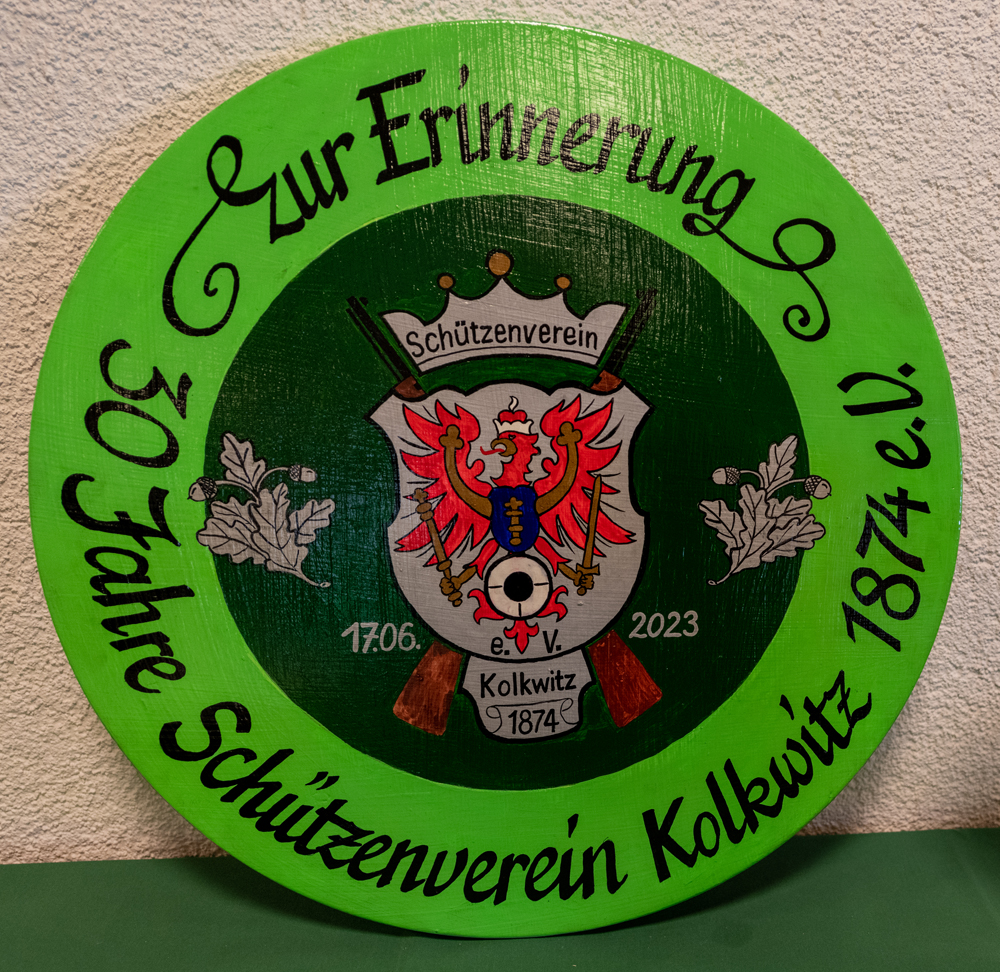 Zur Erinnerung
30 Jahre Schützenverein Kolkwitz 1874 e.V.
Schützenverein
17.06. 2023
e. V.
Kolkwitz
1874